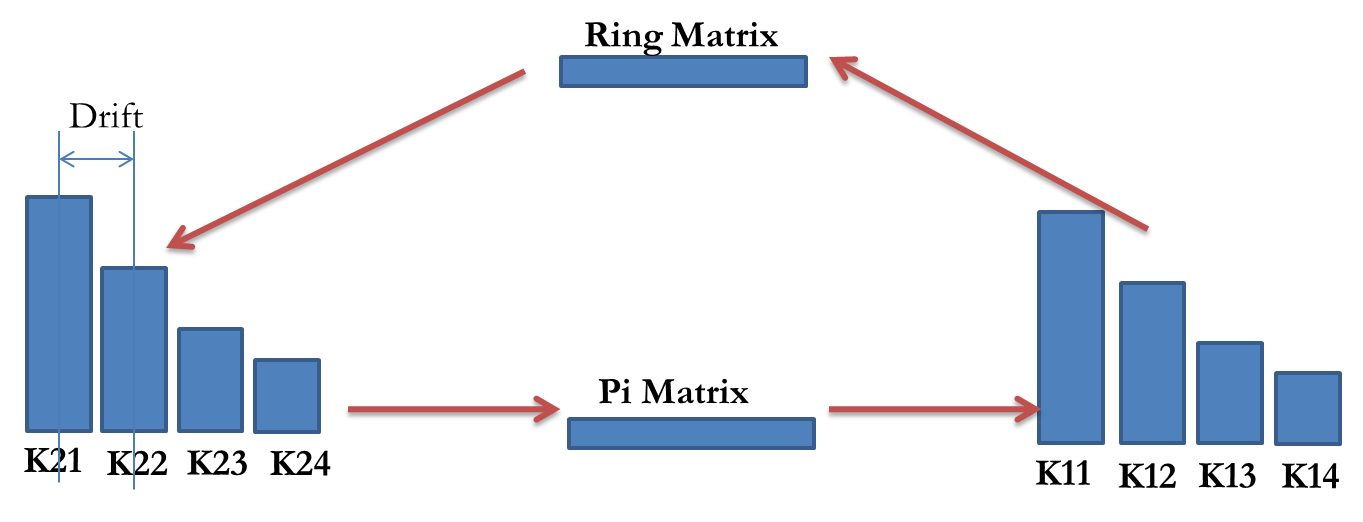 Ring Matrix
Drift
Pi Matrix
K21 K22 K23 K24
K11 K12 K13 K14